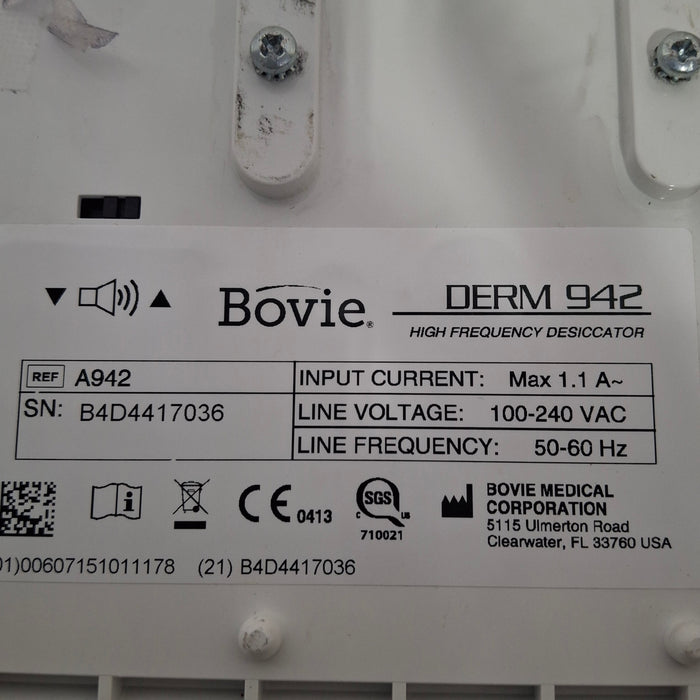 Bovie®
DERM 942
HIGH FREQUENCY DESICCATOR
REF A942
SN: B4D4417036
INPUT CURRENT: Max 1.1 A~
LINE VOLTAGE: 100-240 VAC
LINE FREQUENCY: 50-60 Hz
i
CE 0413
SGS
C US
710021
BOVIE MEDICAL
CORPORATION
5115 Ulmerton Road
Clearwater, FL 33760 USA
01)00607151011178 (21) B4D4417036